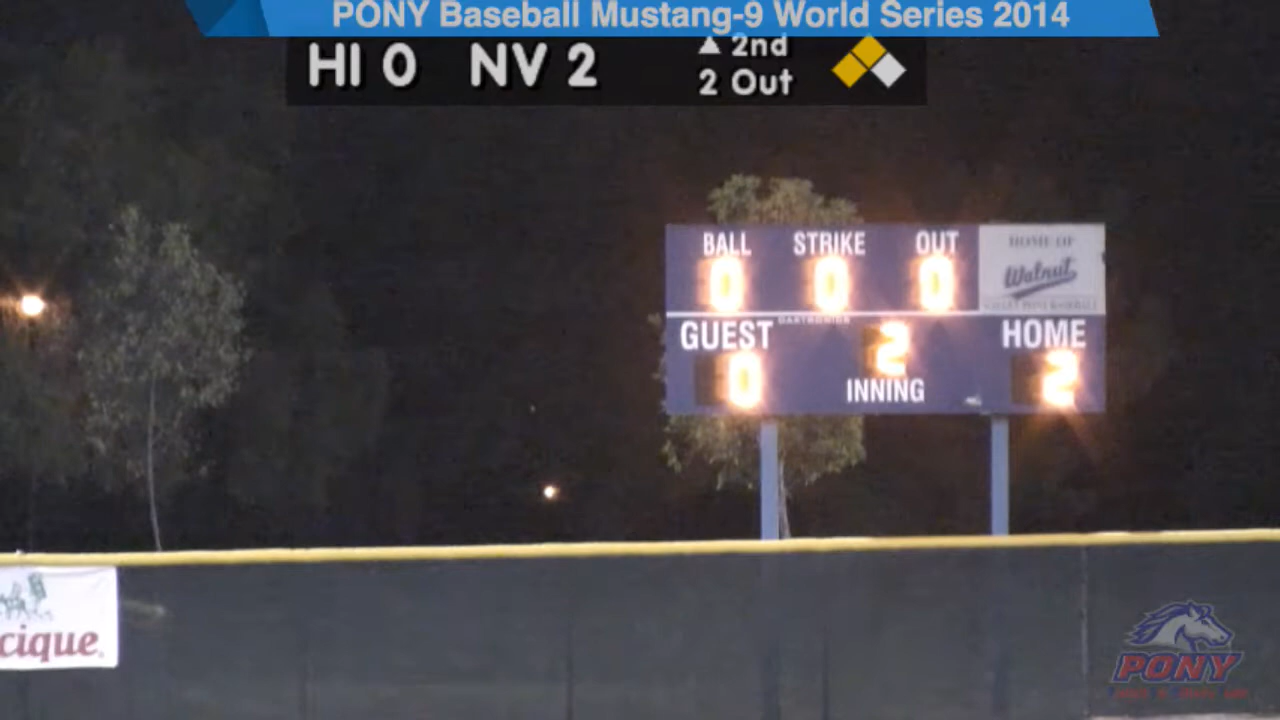 PONY Baseball Mustang-9 World Series 2014
HI 0 NV 2 ▲ 2nd
2 Out
BALL STRIKE OUT
0 0 0
HOME OF
Walnut
GUEST DAKTRONICS HOME
0 2 2
INNING
cique
PONY